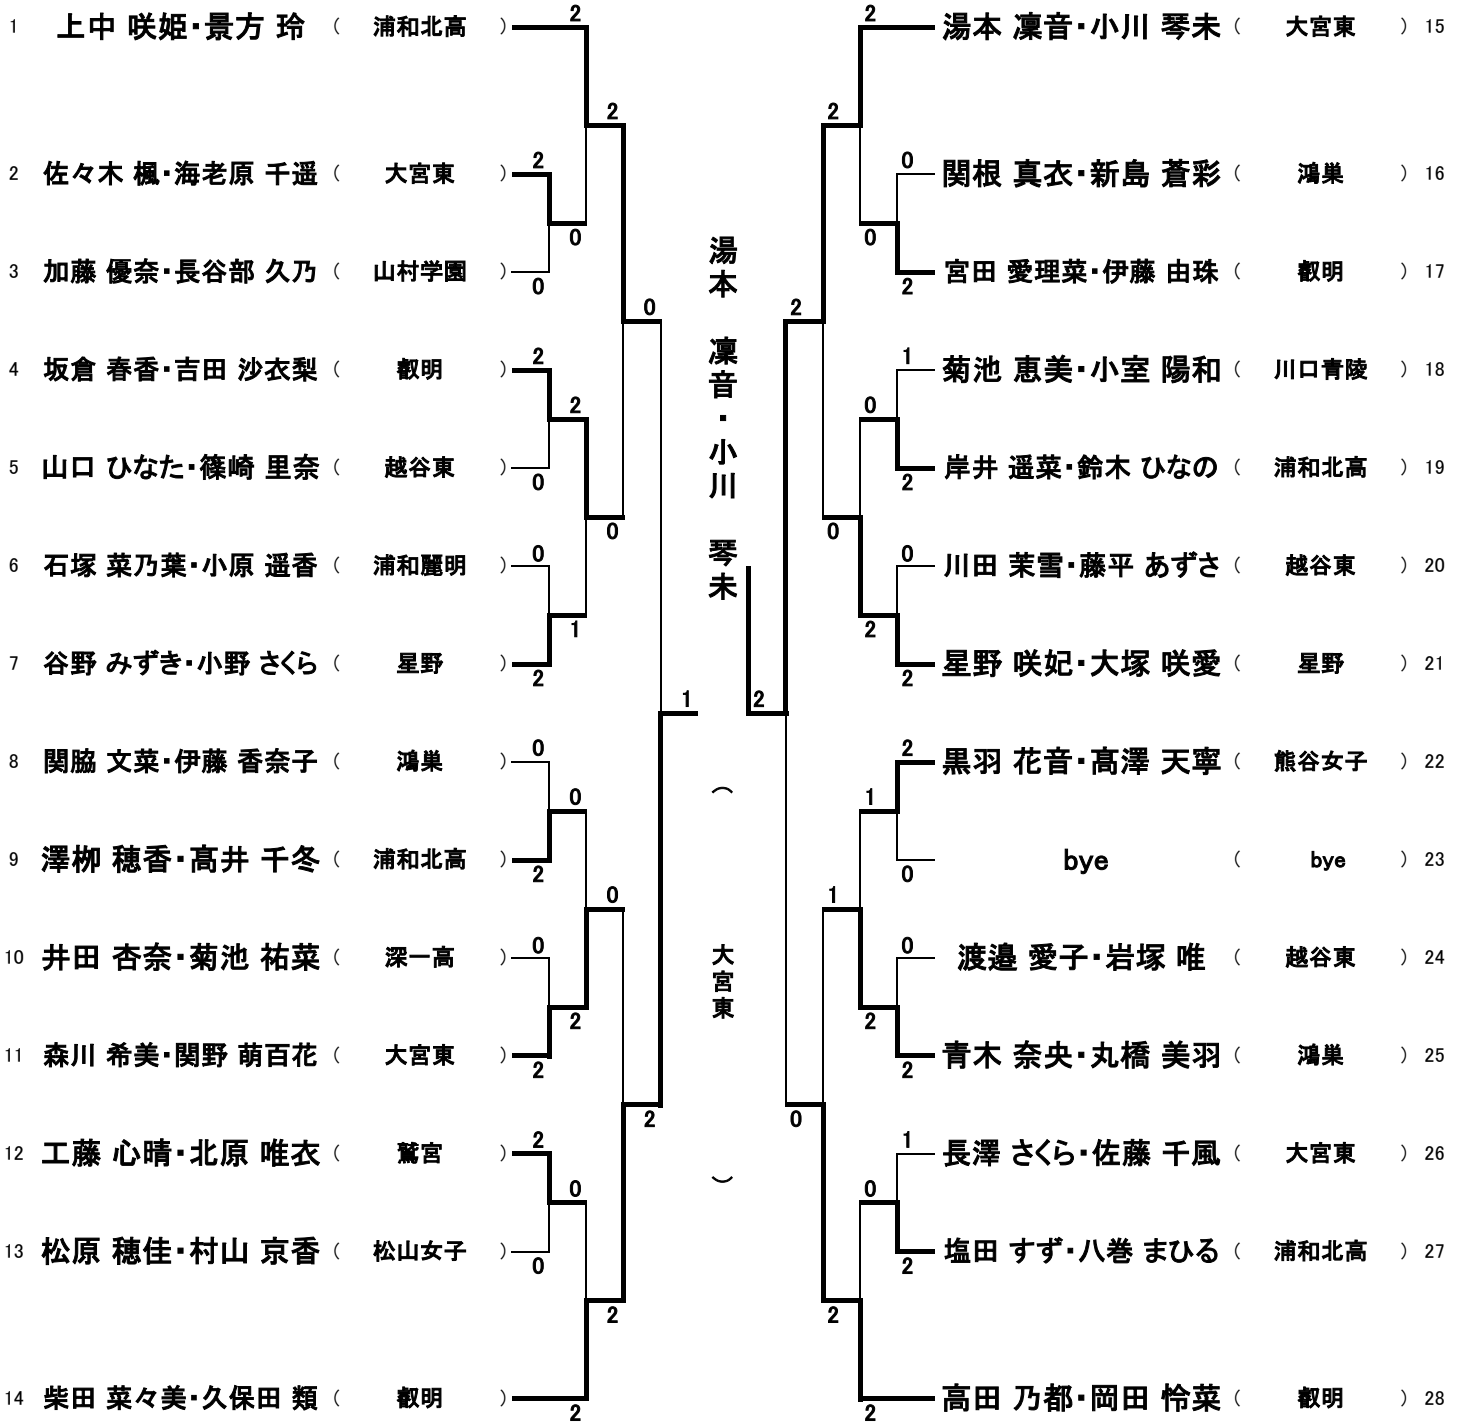 1 上中 咲姫・景方 玲 ( 浦和北高 ) 2
2 湯本 凜音・小川 琴未 ( 大宮東 ) 15
2 2
2 佐々木 楓・海老原 千遥 ( 大宮東 ) 2
0 関根 真衣・新島 蒼彩 ( 鴻巣 ) 16
0 0
3 加藤 優奈・長谷部 久乃 ( 山村学園 ) 0
2 宮田 愛理菜・伊藤 由珠 ( 叡明 ) 17
0 2
4 坂倉 春香・吉田 沙衣梨 ( 叡明 ) 2
1 菊池 恵美・小室 陽和 ( 川口青陵 ) 18
2 0
5 山口 ひなた・篠崎 里奈 ( 越谷東 ) 0
2 岸井 遥菜・鈴木 ひなの ( 浦和北高 ) 19
0 0
6 石塚 菜乃葉・小原 遥香 ( 浦和麗明 ) 0
0 川田 茉雪・藤平 あずさ ( 越谷東 ) 20
1 2
7 谷野 みずき・小野 さくら ( 星野 ) 2
2 星野 咲妃・大塚 咲愛 ( 星野 ) 21
1 2
湯本 凜音・小川 琴未
( 大宮東 )
8 関脇 文菜・伊藤 香奈子 ( 鴻巣 ) 0
2 黒羽 花音・髙澤 天寧 ( 熊谷女子 ) 22
0 1
9 澤栁 穂香・髙井 千冬 ( 浦和北高 ) 2
0 bye ( bye ) 23
0 1
10 井田 杏奈・菊池 祐菜 ( 深一高 ) 0
0 渡邉 愛子・岩塚 唯 ( 越谷東 ) 24
2 2
11 森川 希美・関野 萌百花 ( 大宮東 ) 2
2 青木 奈央・丸橋 美羽 ( 鴻巣 ) 25
2 0
12 工藤 心晴・北原 唯衣 ( 鷲宮 ) 2
1 長澤 さくら・佐藤 千風 ( 大宮東 ) 26
0 0
13 松原 穂佳・村山 京香 ( 松山女子 ) 0
2 塩田 すず・八巻 まひる ( 浦和北高 ) 27
2 2
14 柴田 菜々美・久保田 類 ( 叡明 ) 2
2 高田 乃都・岡田 怜菜 ( 叡明 ) 28